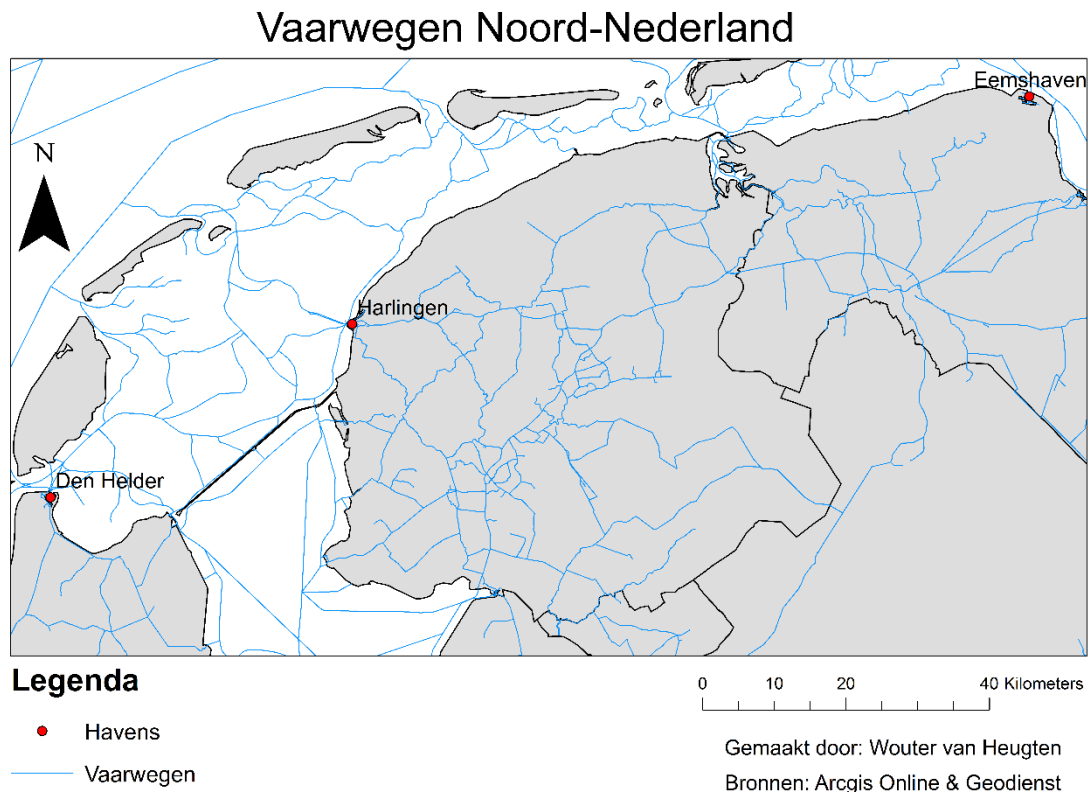 Vaarwegen Noord-Nederland
Eemshaven
N
Harlingen
Den Helder
Legenda
Havens
Vaarwegen
0 10 20 40 Kilometers
Gemaakt door: Wouter van Heugten
Bronnen: Arcgis Online & Geodienst